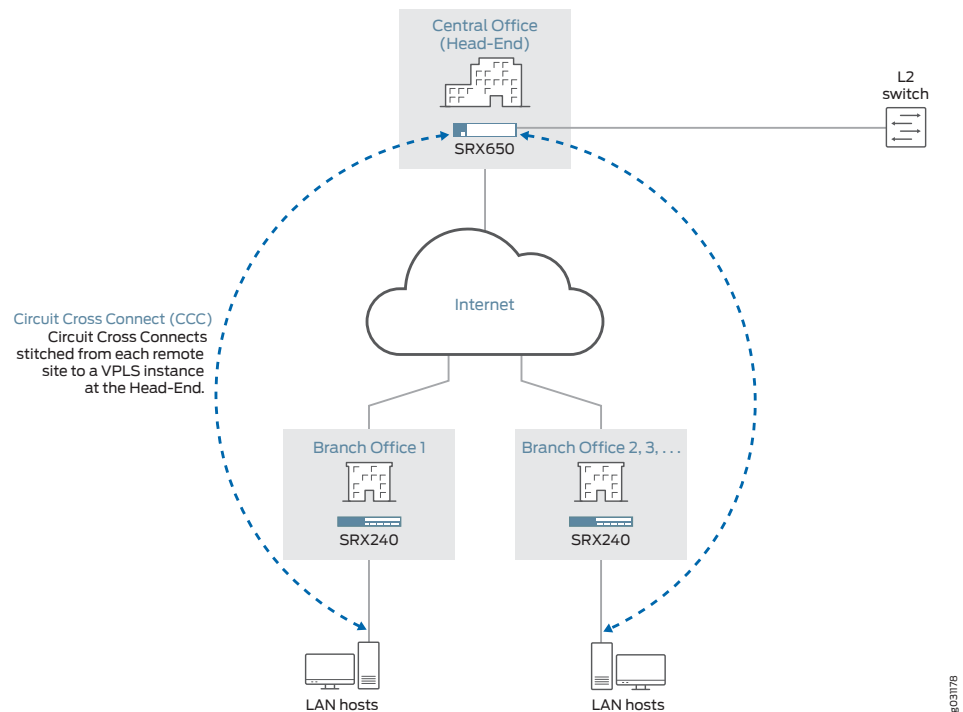 Central Office
(Head-End)
SRX650
L2
switch
Internet
Circuit Cross Connect (CCC)
Circuit Cross Connects
stitched from each remote
site to a VPLS instance
at the Head-End.
Branch Office 1
SRX240
Branch Office 2, 3, . . .
SRX240
LAN hosts
LAN hosts
g031178